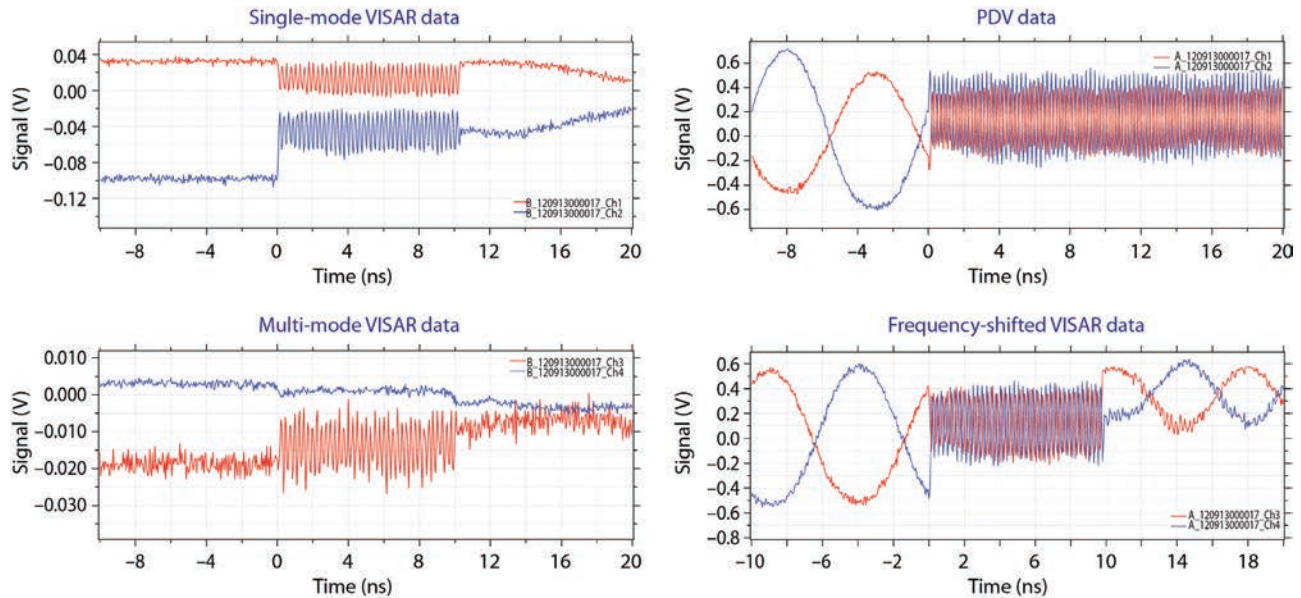 Single-mode VISAR data
Signal (V)
0.04
0.00
−0.04
−0.08
−0.12
B_120913000017_Ch1
B_120913000017_Ch2
−8 −4 0 4 8 12 16 20
Time (ns)
PDV data
Signal (V)
0.6
0.4
0.2
0.0
−0.2
−0.4
−0.6
A_120913000017_Ch1
A_120913000017_Ch2
−8 −4 0 4 8 12 16 20
Time (ns)
Multi-mode VISAR data
Signal (V)
0.010
0.000
−0.010
−0.020
−0.030
B_120913000017_Ch3
B_120913000017_Ch4
−8 −4 0 4 8 12 16 20
Time (ns)
Frequency-shifted VISAR data
Signal (V)
0.6
0.4
0.2
0.0
−0.2
−0.4
−0.6
−0.8
A_120913000017_Ch3
A_120913000017_Ch4
−10 −6 −2 2 6 10 14 18
Time (ns)